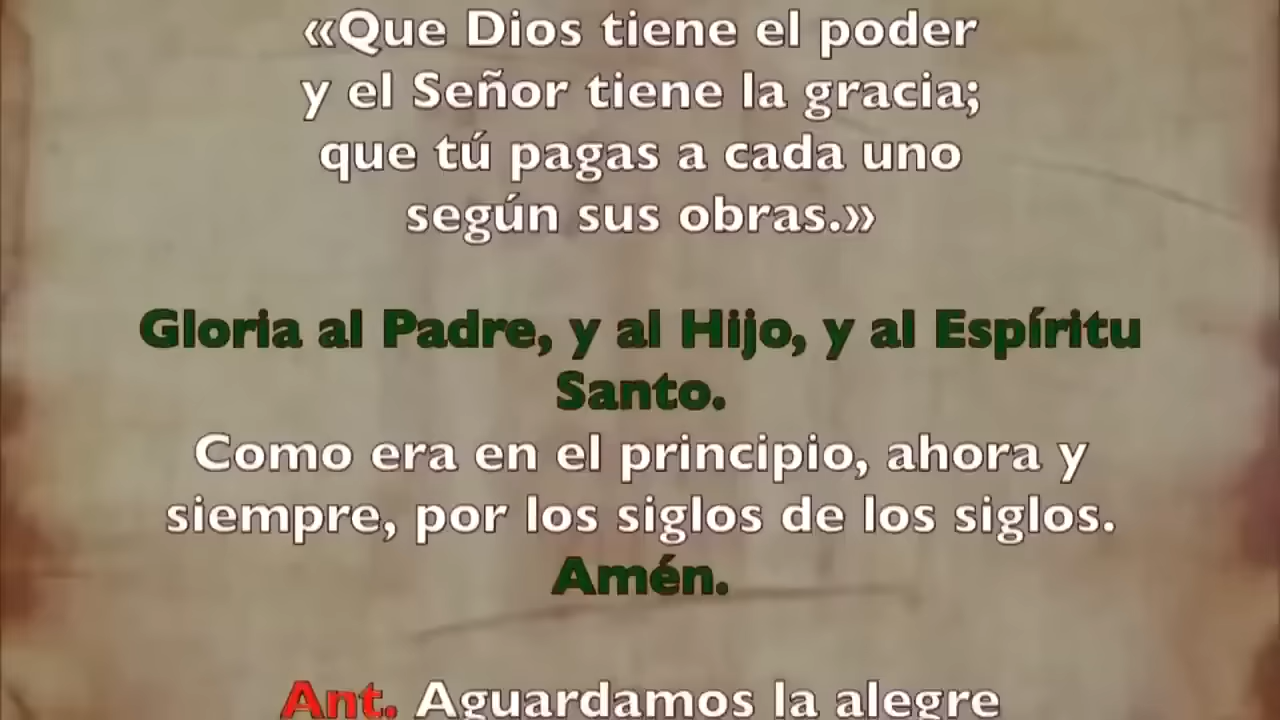 «Que Dios tiene el poder
y el Señor tiene la gracia;
que tú pagas a cada uno
según sus obras.»
Gloria al Padre, y al Hijo, y al Espíritu
Santo.
Como era en el principio, ahora y
siempre, por los siglos de los siglos.
Amén.
Ant. Aguardamos la alegre